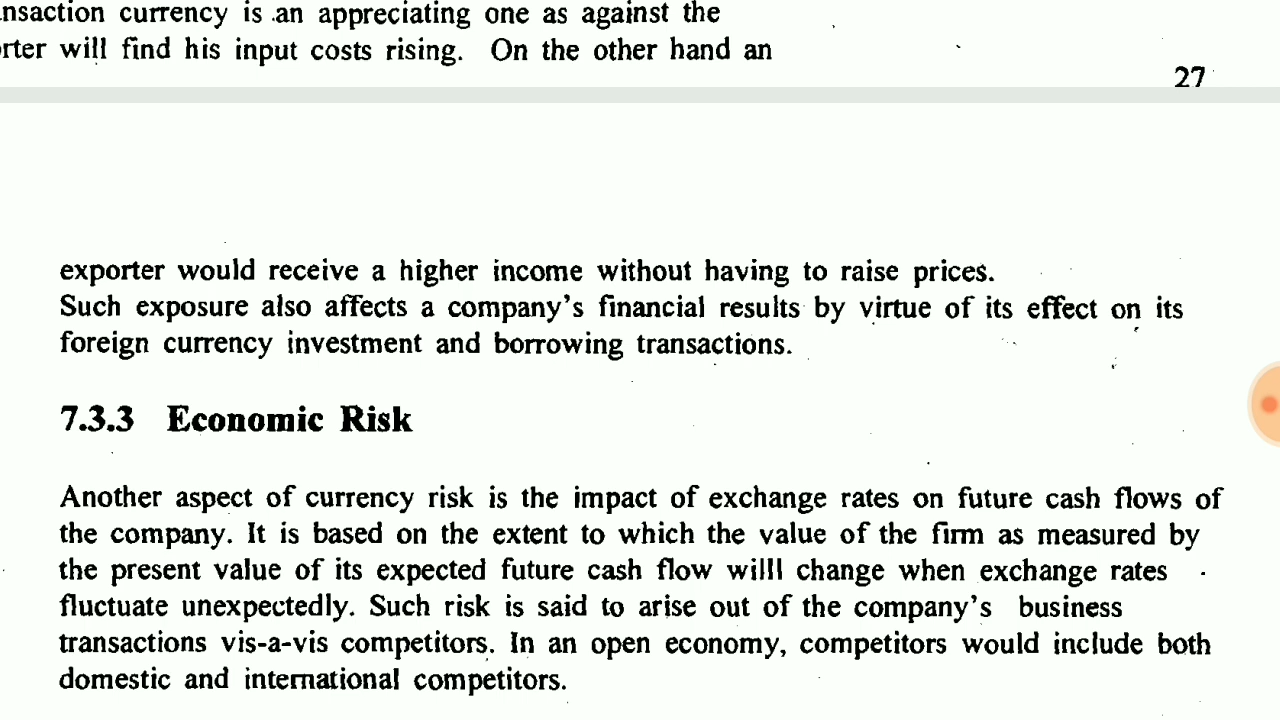 nsaction currency is an appreciating one as against the
rter will find his input costs rising. On the other hand an
27
exporter would receive a higher income without having to raise prices.
Such exposure also affects a company's financial results by virtue of its effect on its
foreign currency investment and borrowing transactions.
7.3.3 Economic Risk
Another aspect of currency risk is the impact of exchange rates on future cash flows of
the company. It is based on the extent to which the value of the firm as measured by
the present value of its expected future cash flow willl change when exchange rates
fluctuate unexpectedly. Such risk is said to arise out of the company's business
transactions vis-a-vis competitors. In an open economy, competitors would include both
domestic and international competitors.